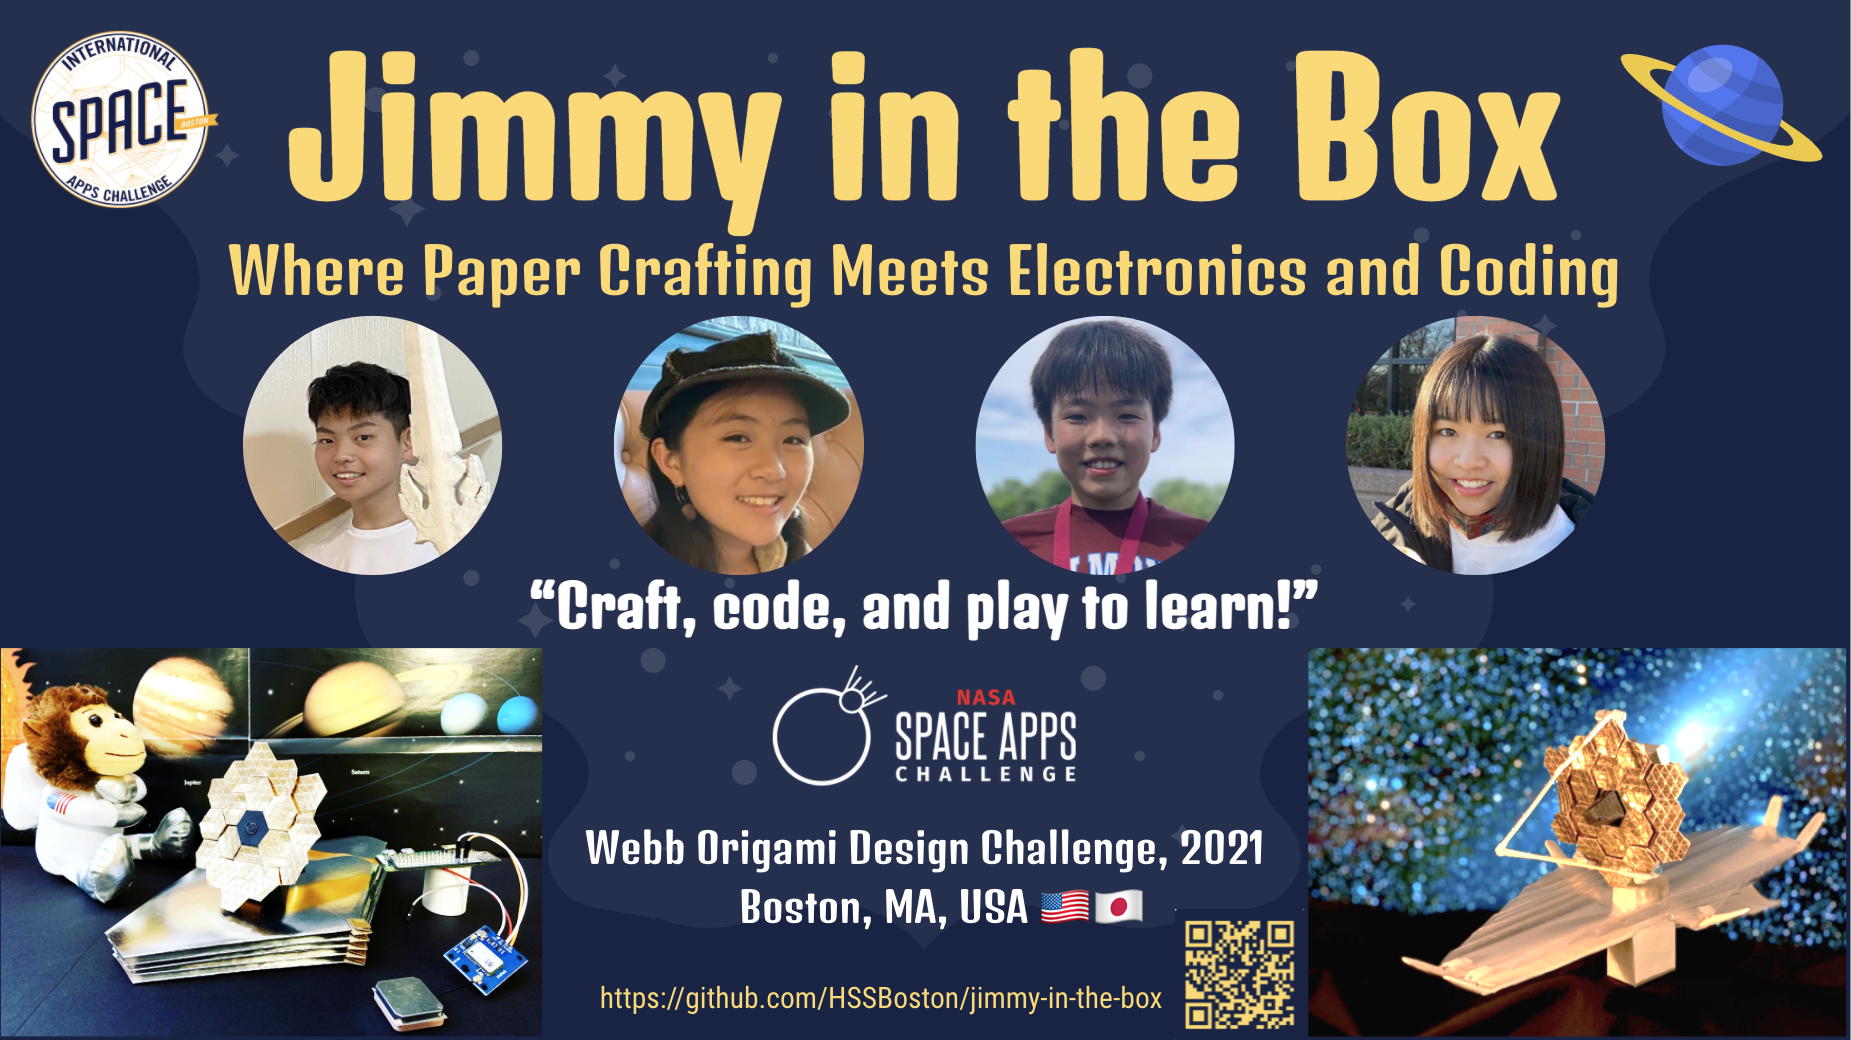 INTERNATIONAL
SPACE
BOSTON
APPS CHALLENGE
Jimmy in the Box
Where Paper Crafting Meets Electronics and Coding
“Craft, code, and play to learn!”
Jupiter
Saturn
NASA
SPACE APPS
CHALLENGE
Webb Origami Design Challenge, 2021
Boston, MA, USA 🇺🇸🇯🇵
https://github.com/HSSBoston/jimmy-in-the-box